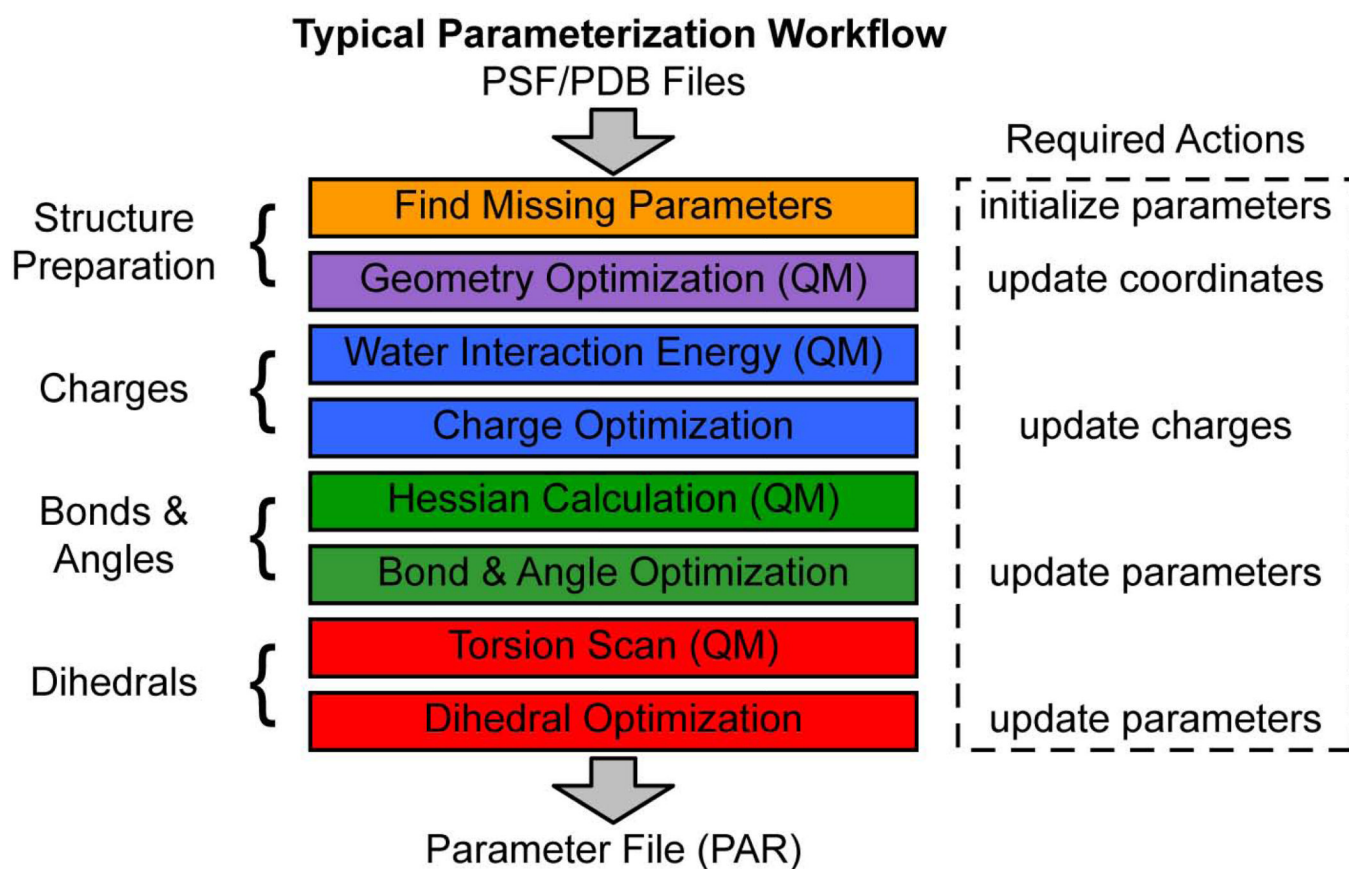 Typical Parameterization Workflow
PSF/PDB Files
Required Actions
Structure
Preparation
{
Find Missing Parameters
initialize parameters
Geometry Optimization (QM)
update coordinates
Charges
{
Water Interaction Energy (QM)
Charge Optimization
update charges
Bonds &
Angles
{
Hessian Calculation (QM)
Bond & Angle Optimization
update parameters
Dihedrals
{
Torsion Scan (QM)
Dihedral Optimization
update parameters
Parameter File (PAR)